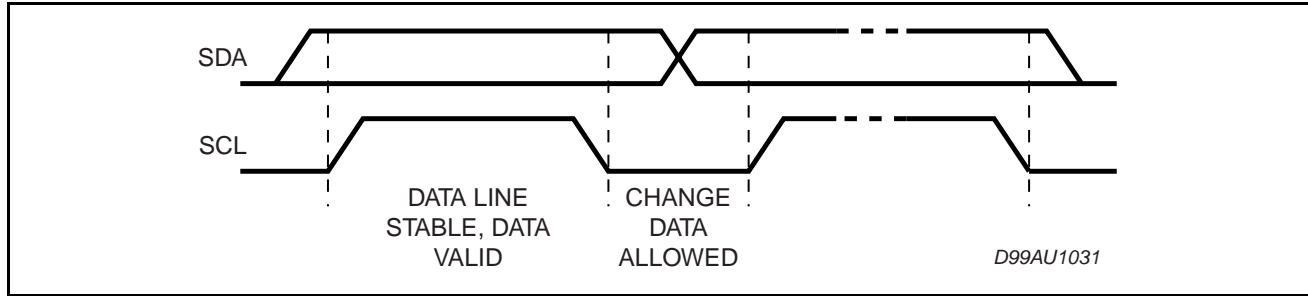 SDA
SCL
DATA LINE
STABLE, DATA
VALID
CHANGE
DATA
ALLOWED
D99AU1031